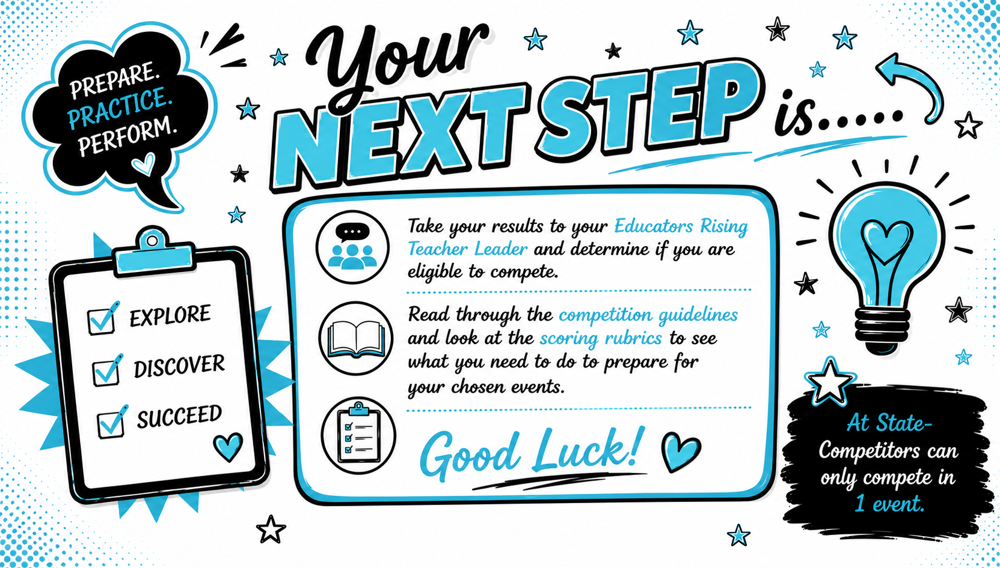 PREPARE.
PRACTICE.
PERFORM.
Your
NEXT STEP is.....
EXPLORE
DISCOVER
SUCCEED
Take your results to your Educators Rising
Teacher Leader and determine if you are
eligible to compete.
Read through the competition guidelines
and look at the scoring rubrics to see
what you need to do to prepare for
your chosen events.
Good Luck!
At State-
Competitors can
only compete in
1 event.